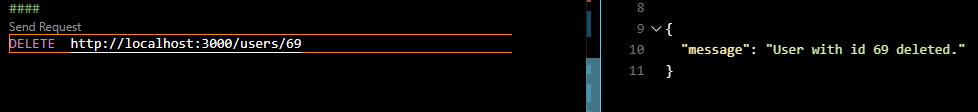 ####
Send Request
DELETE  http://localhost:3000/users/69
8
9 {
10 "message": "User with id 69 deleted."
11 }